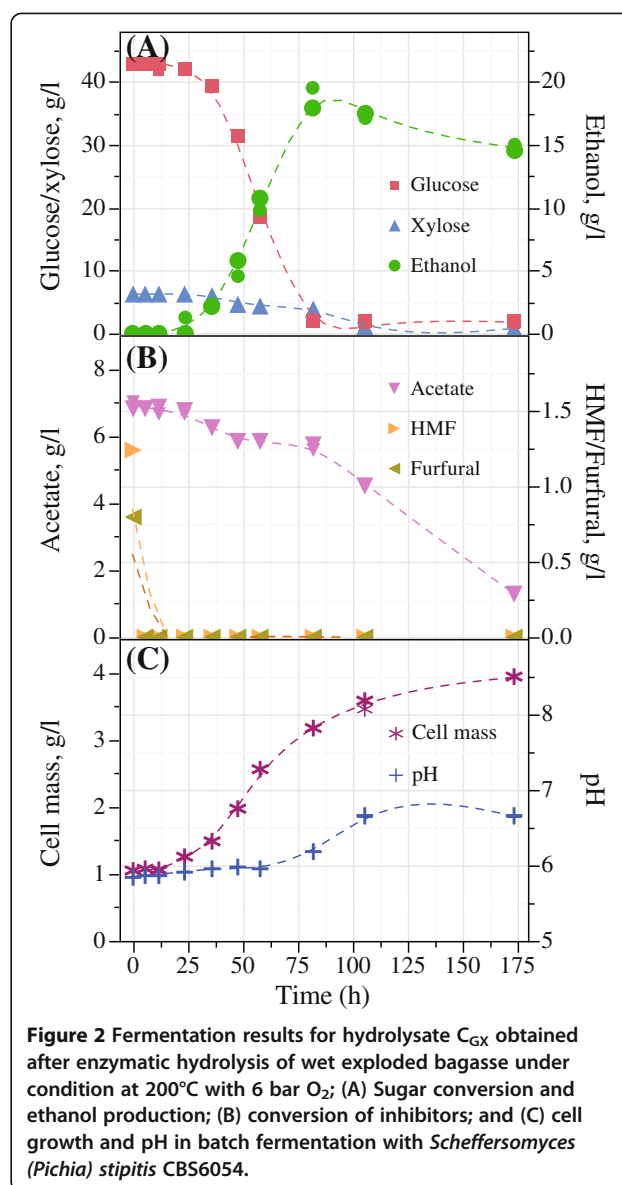 (A)
40
30
20
10
0
Glucose/xylose, g/l
20
15
10
5
0
Ethanol, g/l
Glucose
Xylose
Ethanol
(B)
8
6
4
2
0
Acetate, g/l
1.5
1.0
0.5
0.0
HMF/Furfural, g/l
Acetate
HMF
Furfural
(C)
4
3
2
1
0
Cell mass, g/l
8
7
6
5
pH
Cell mass
pH
0 25 50 75 100 125 150 175
Time (h)
Figure 2 Fermentation results for hydrolysate C_GX obtained
after enzymatic hydrolysis of wet exploded bagasse under
condition at 200°C with 6 bar O₂; (A) Sugar conversion and
ethanol production; (B) conversion of inhibitors; and (C) cell
growth and pH in batch fermentation with Scheffersomyces
(Pichia) stipitis CBS6054.